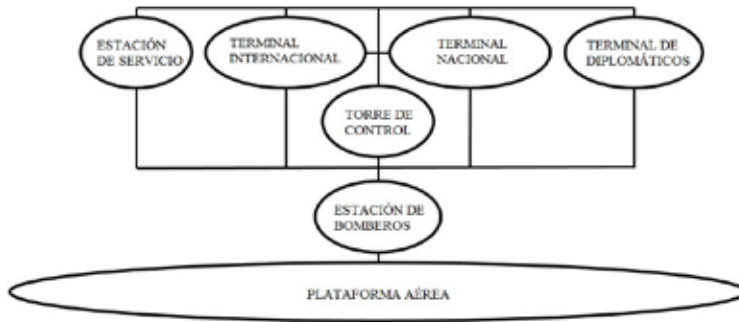 ESTACIÓN
DE SERVICIO
TERMINAL
INTERNACIONAL
TERMINAL
NACIONAL
TERMINAL DE
DIPLOMÁTICOS
TORRE DE
CONTROL
ESTACIÓN DE
BOMBEROS
PLATAFORMA AÉREA